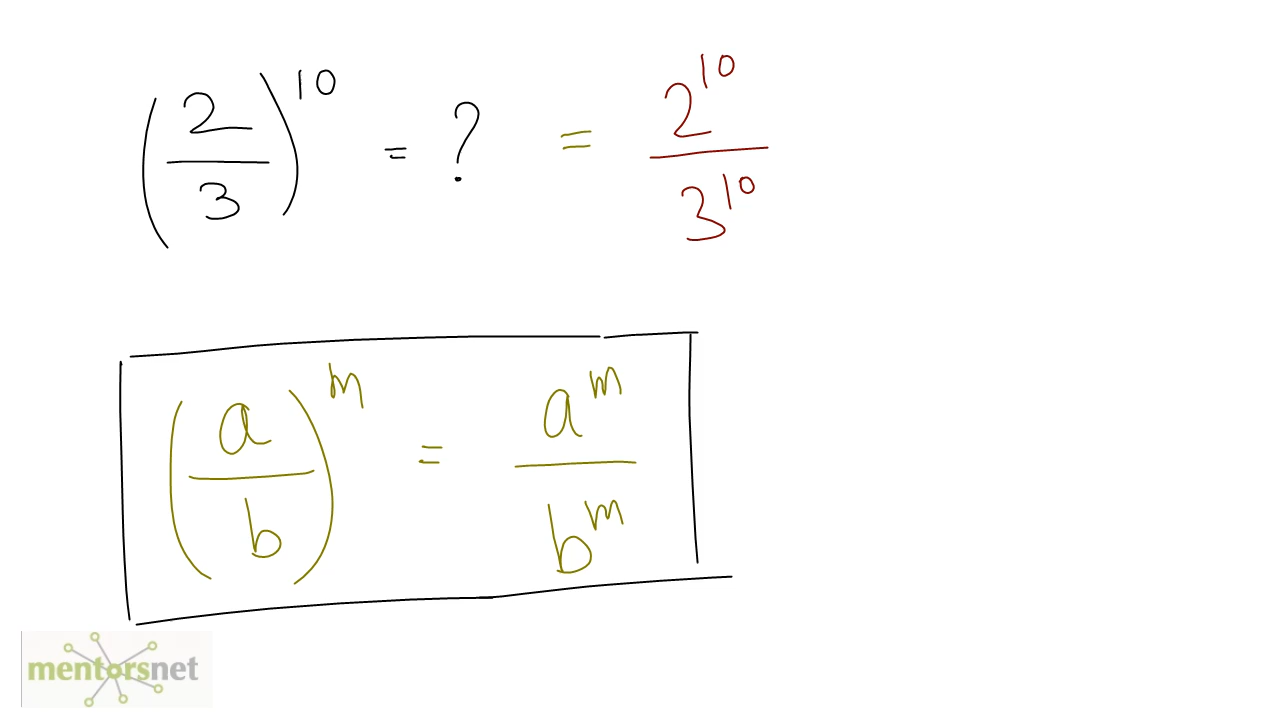 (2/3)^10 = ? = 2^10/3^10
(a/b)^m = a^m/b^m
mentorsnet